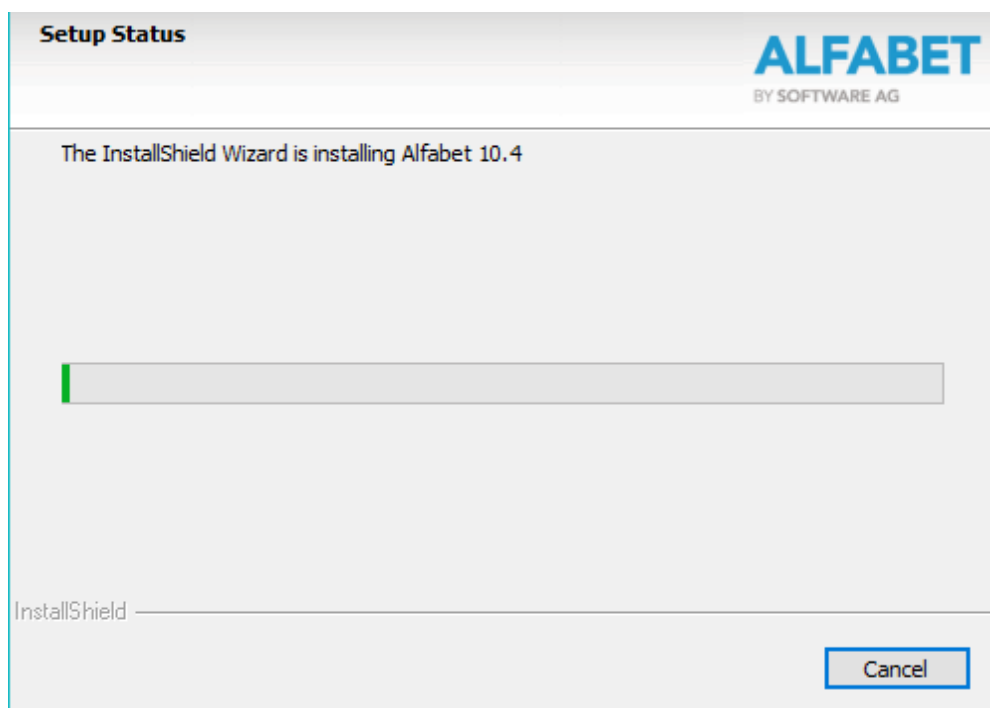 Setup Status
ALFABET
BY SOFTWARE AG
The InstallShield Wizard is installing Alfabet 10.4
InstallShield
Cancel